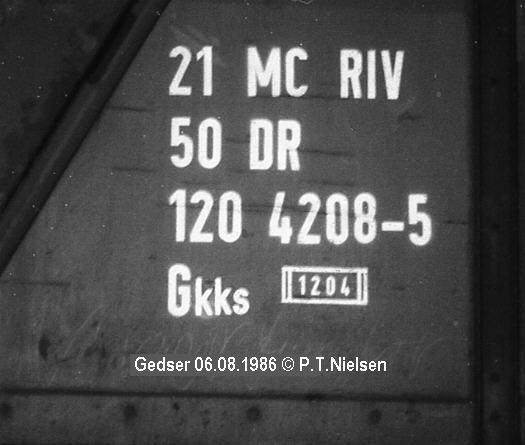 21 MC RIV
50 DR
120 4208-5
Gkks 1204
Gedser 06.08.1986 © P.T.Nielsen